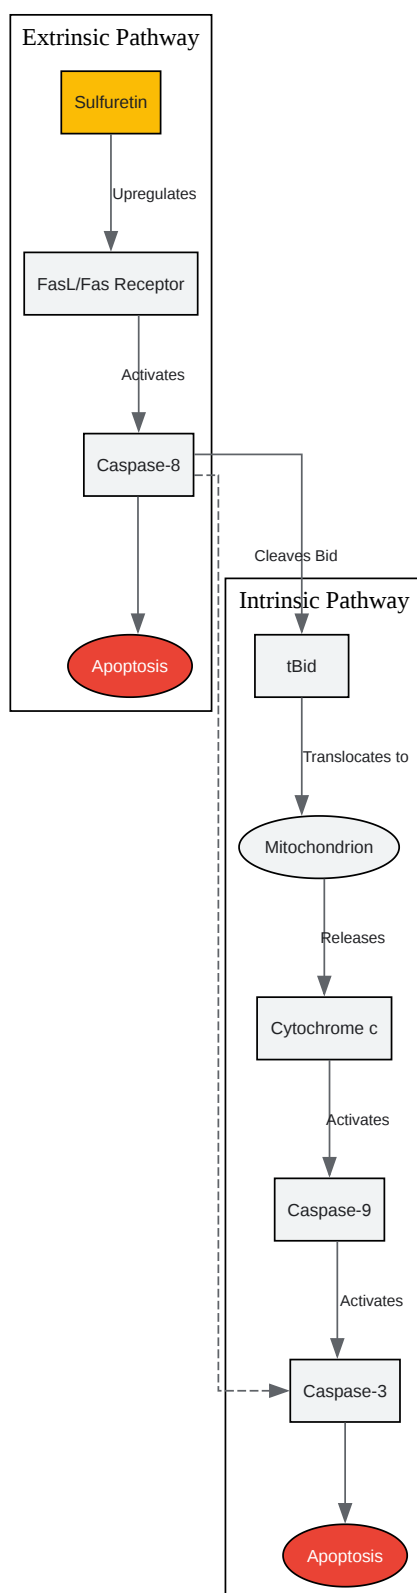 Extrinsic Pathway
Sulfuretin
Upregulates
FasL/Fas Receptor
Activates
Caspase-8
Cleaves Bid
Apoptosis
Intrinsic Pathway
tBid
Translocates to
Mitochondrion
Releases
Cytochrome c
Activates
Caspase-9
Activates
Caspase-3
Apoptosis